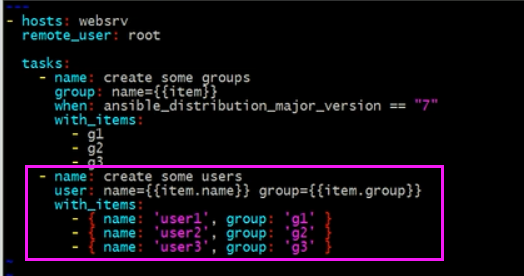 ---
- hosts: websrv
  remote_user: root

  tasks:
    - name: create some groups
      group: name={{item}}
      when: ansible_distribution_major_version == "7"
      with_items:
        - g1
        - g2
        - g3
    - name: create some users
      user: name={{item.name}} group={{item.group}}
      with_items:
        - { name: 'user1', group: 'g1' }
        - { name: 'user2', group: 'g2' }
        - { name: 'user3', group: 'g3' }
~